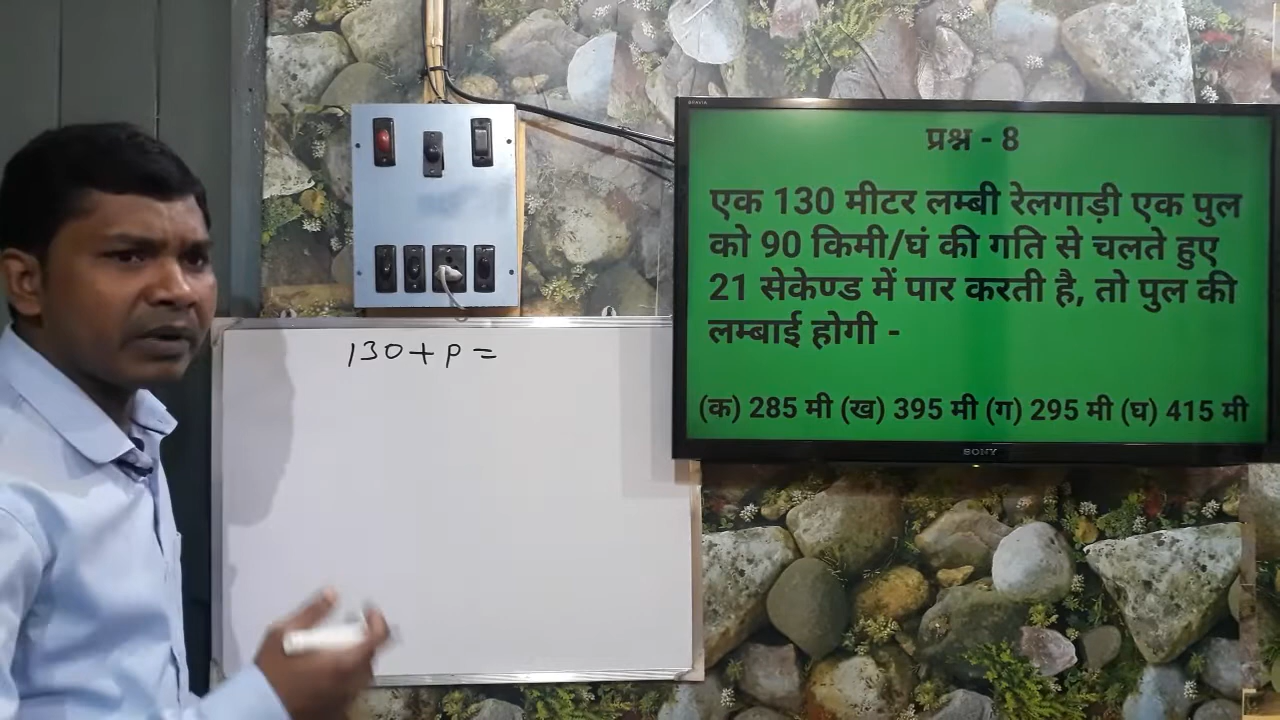 BRAVIA
प्रश्न - 8
एक 130 मीटर लम्बी रेलगाड़ी एक पुल
को 90 किमी/घं की गति से चलते हुए
21 सेकेण्ड में पार करती है, तो पुल की
लम्बाई होगी -
(क) 285 मी (ख) 395 मी (ग) 295 मी (घ) 415 मी
SONY
130 + P =